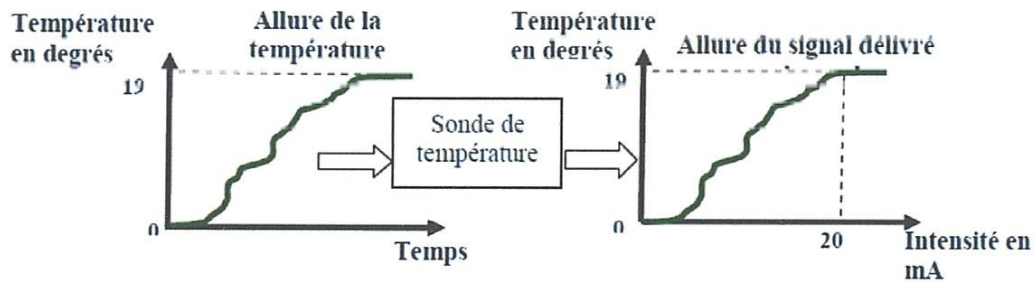 Température
en degrés
Allure de la
température
19
0
Temps
Sonde de
température
Température
en degrés
Allure du signal délivré
19
0
20
Intensité en
mA